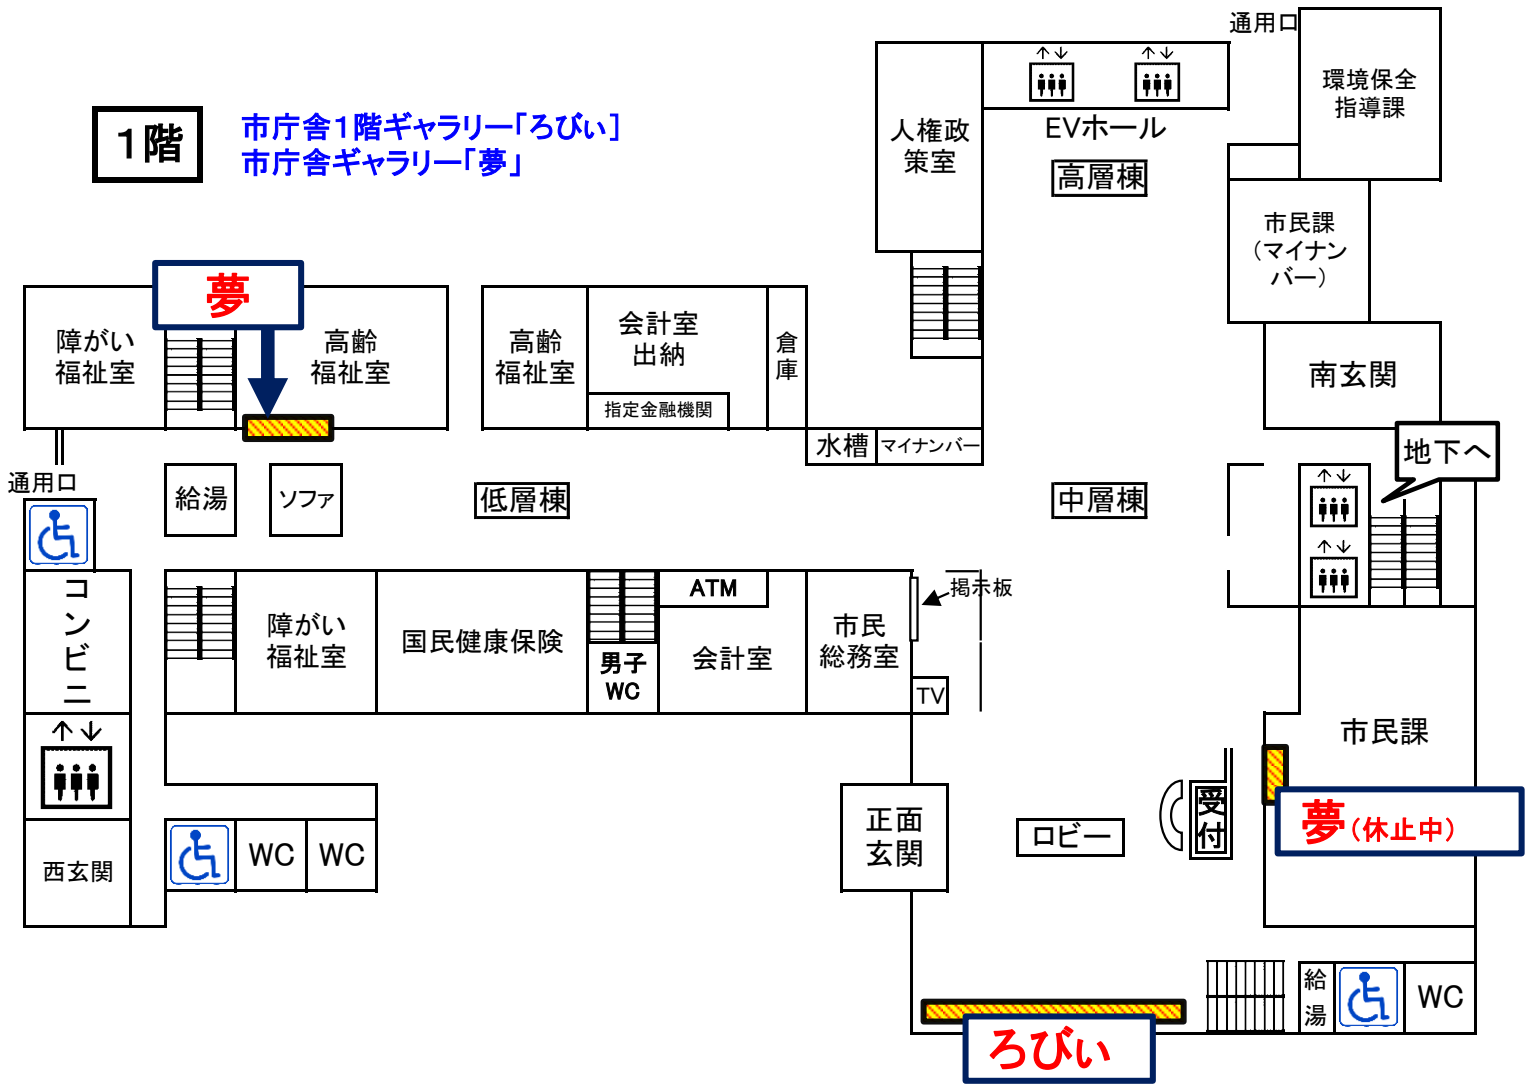 通用口
環境保全
指導課
1階
市庁舎1階ギャラリー「ろびぃ］
市庁舎ギャラリー「夢」
人権政
策室
EVホール
高層棟
市民課
（マイナン
バー）
夢
障がい
福祉室
高齢
福祉室
高齢
福祉室
会計室
出納
倉
庫
指定金融機関
南玄関
水槽
マイナンバー
地下へ
通用口
給湯
ソファ
低層棟
中層棟
コ
ン
ビ
ニ
障がい
福祉室
国民健康保険
男子
WC
ATM
会計室
市民
総務室
掲示板
TV
市民課
西玄関
WC
WC
正面
玄関
ロビー
受
付
夢（休止中）
給
湯
WC
ろびぃ